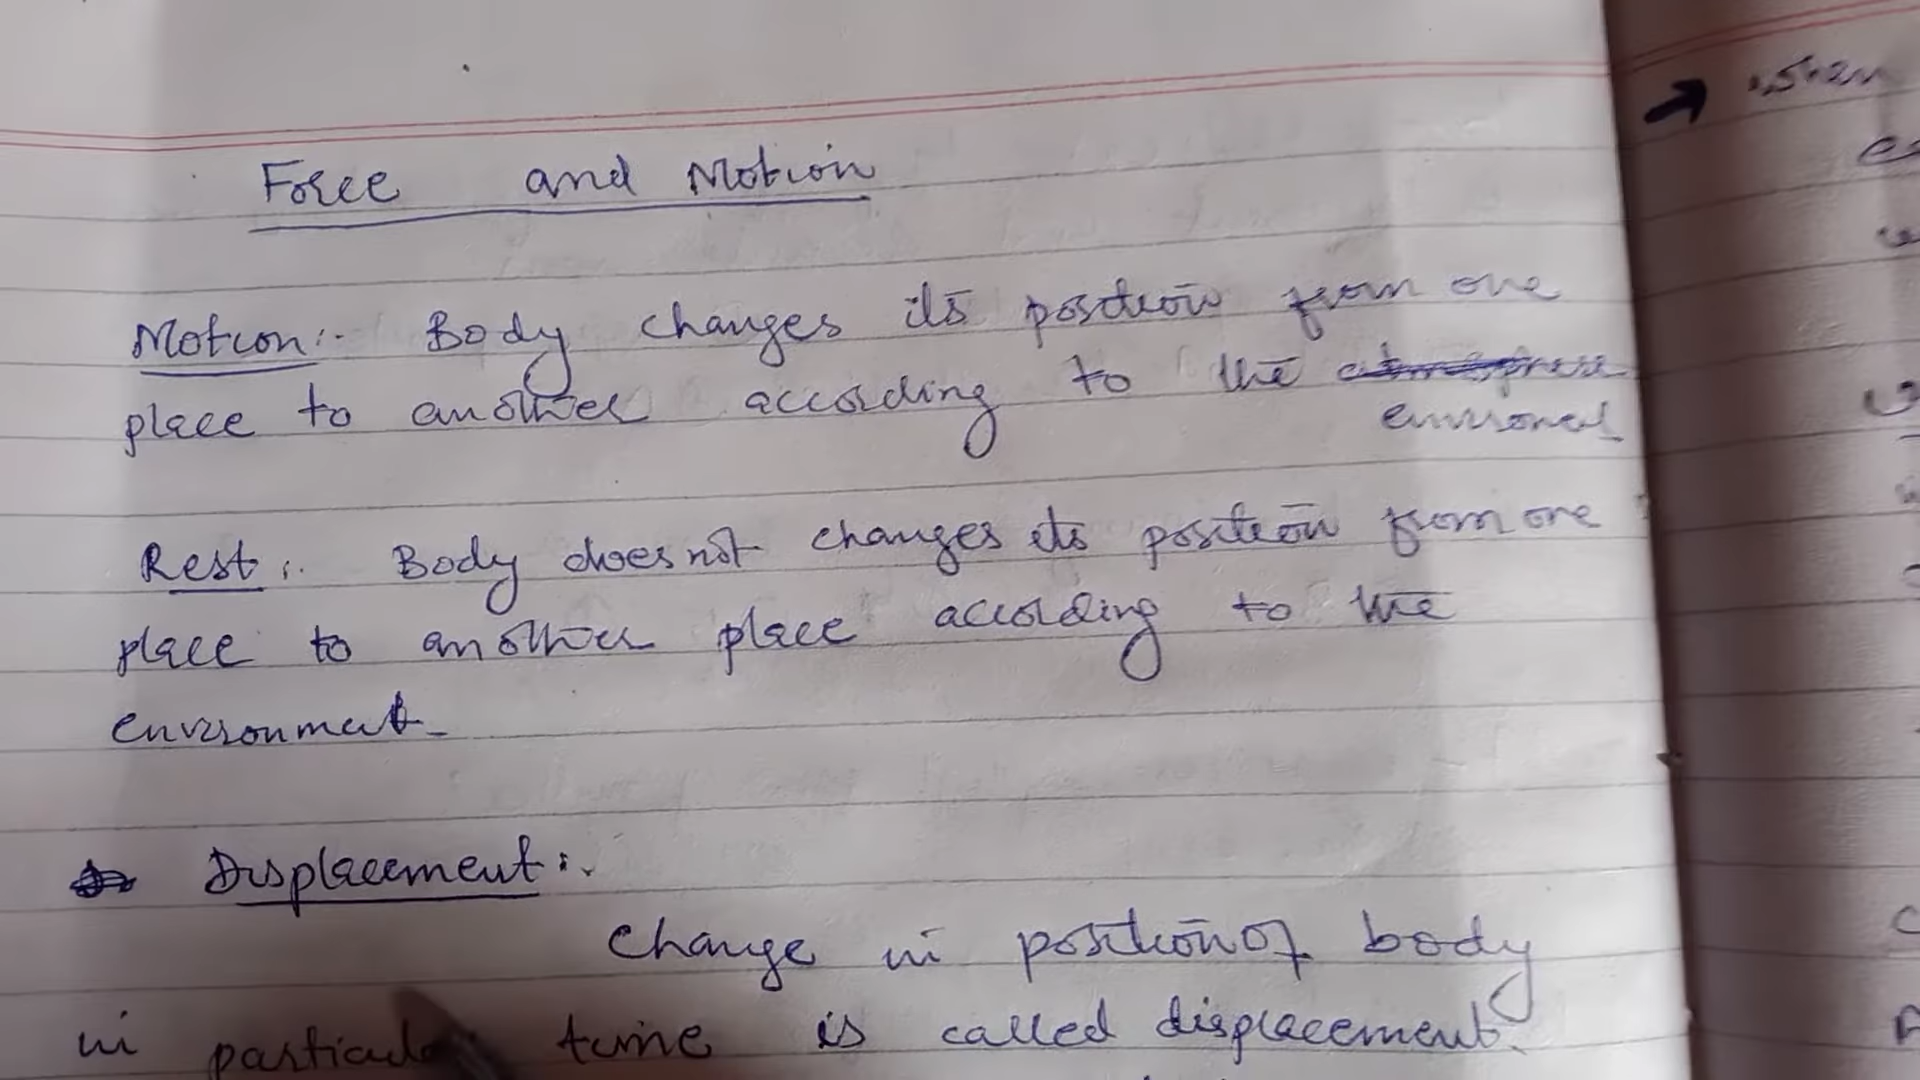 Force and Motion
Motion:- Body changes its position from one
place to another according to the
Rest:- Body does not changes its position from one
place to another place according to the
environment
Displacement:-
Change in position of body
in particular time is called displacement.